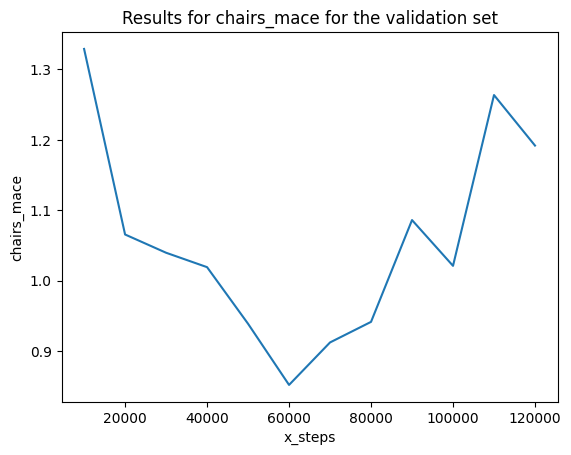 Results for chairs_mace for the validation set
chairs_mace
1.3
1.2
1.1
1.0
0.9
20000 40000 60000 80000 100000 120000
x_steps